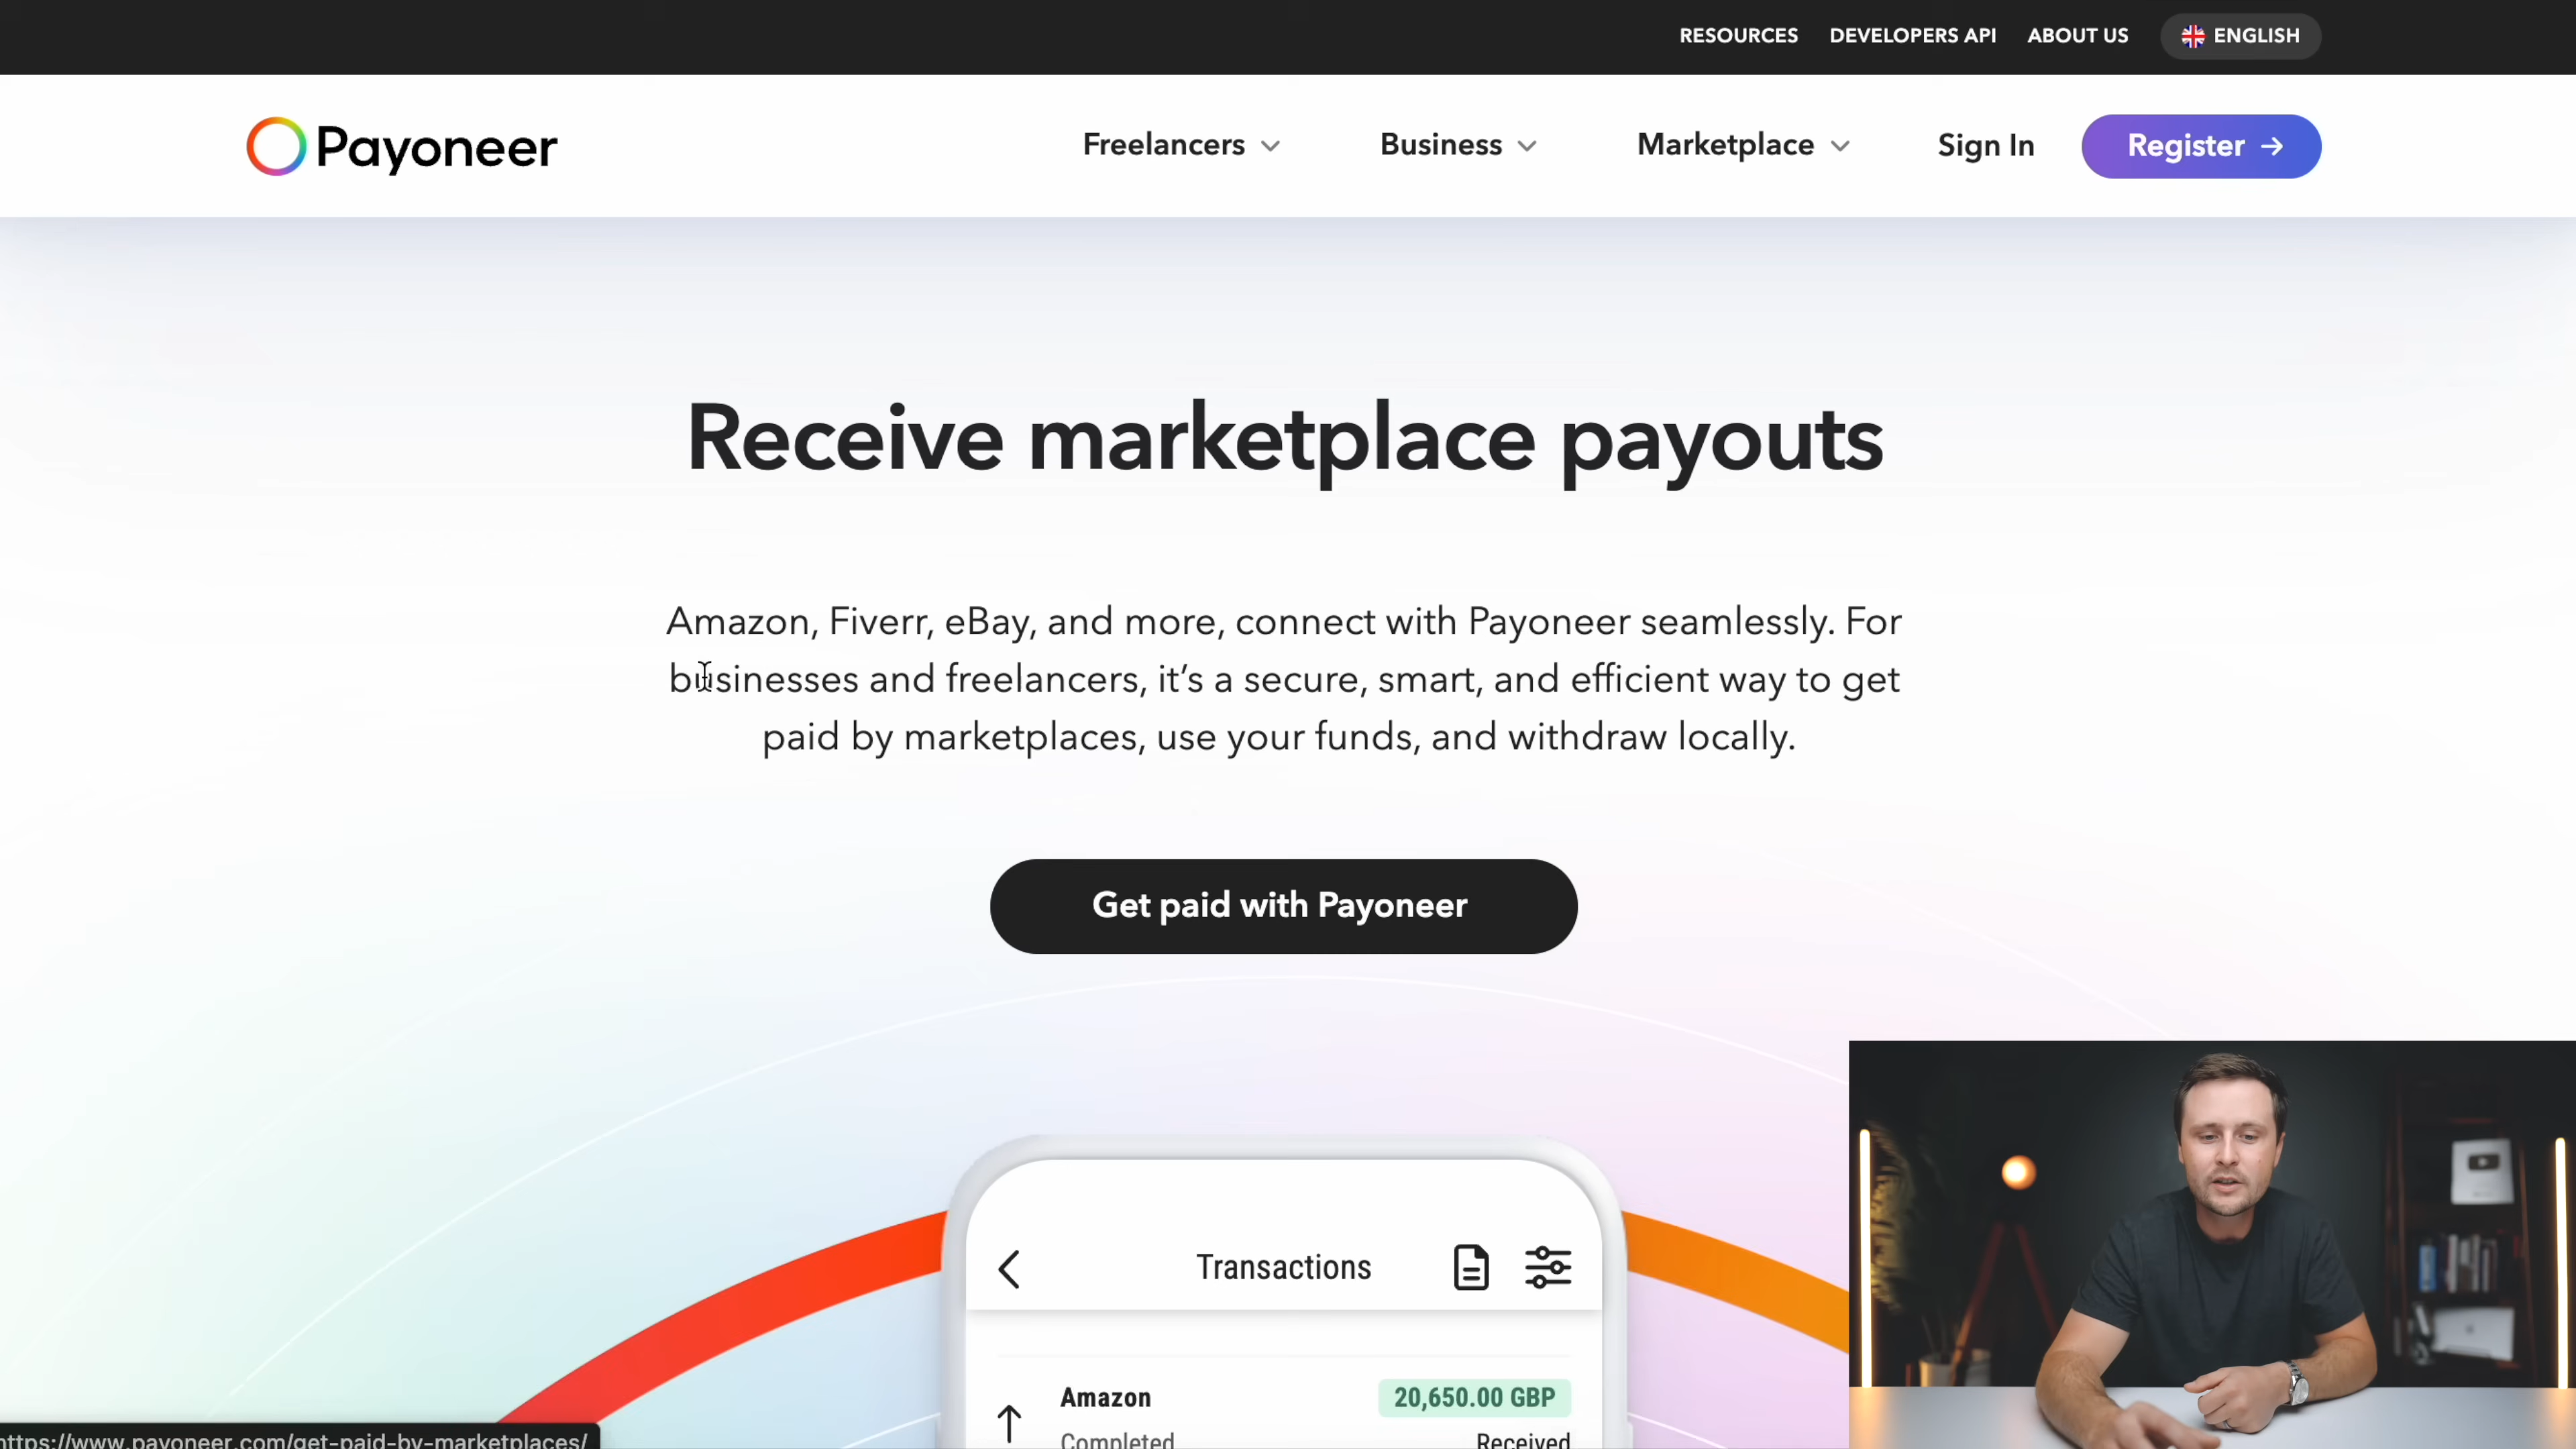 RESOURCES DEVELOPERS API ABOUT US ENGLISH
Payoneer Freelancers Business Marketplace Sign In Register →
Receive marketplace payouts
Amazon, Fiverr, eBay, and more, connect with Payoneer seamlessly. For
businesses and freelancers, it's a secure, smart, and efficient way to get
paid by marketplaces, use your funds, and withdraw locally.
Get paid with Payoneer
Transactions
Amazon 20,650.00 GBP
Completed Received
https://www.payoneer.com/get-paid-by-marketplaces/